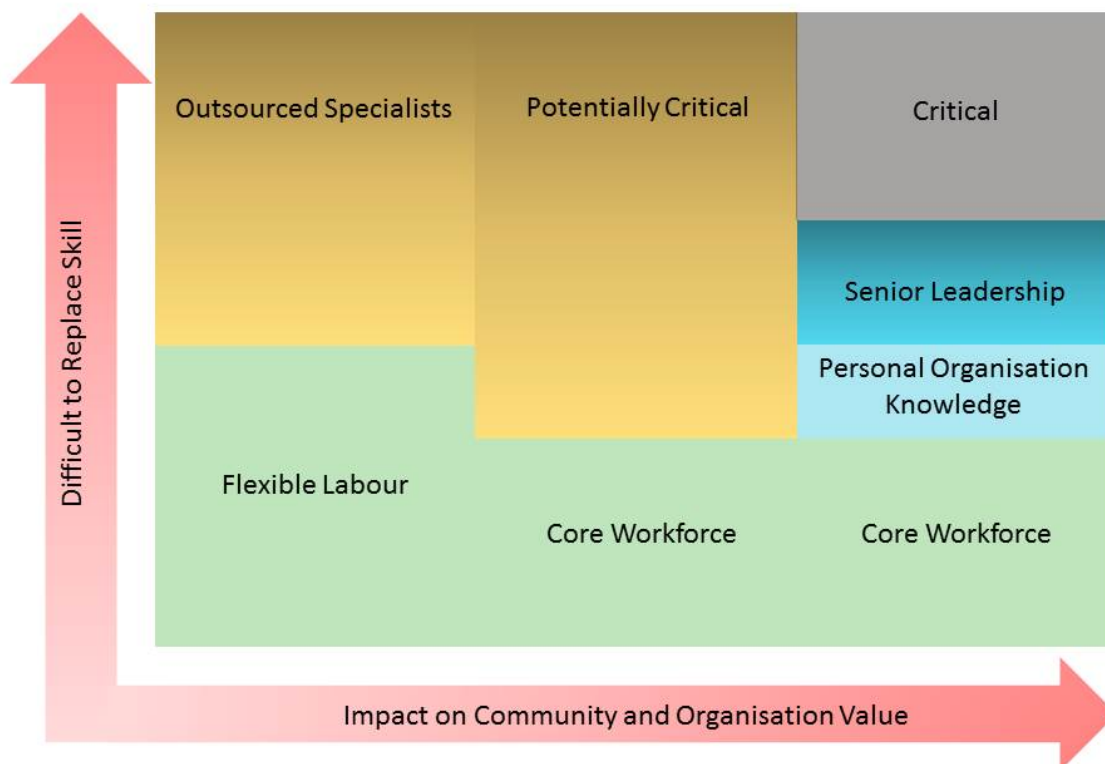 Outsourced Specialists
Potentially Critical
Critical
Senior Leadership
Personal Organisation
Knowledge
Flexible Labour
Core Workforce
Core Workforce
Difficult to Replace Skill
Impact on Community and Organisation Value